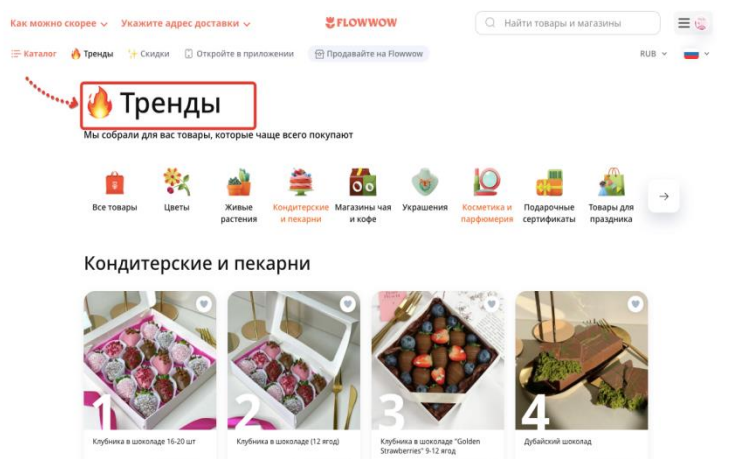 Как можно скорее
Укажите адрес доставки
FLOWWOW
Найти товары и магазины
Каталог
Тренды
Скидки
Откройте в приложении
Продавайте на Flowwow
RUB
Тренды
Мы собрали для вас товары, которые чаще всего покупают
Все товары
Цветы
Живые
растения
Кондитерские
и пекарни
Магазины чая
и кофе
Украшения
Косметика и
парфюмерия
Подарочные
сертификаты
Товары для
праздника
Кондитерские и пекарни
1
2
3
4
Клубника в шоколаде 16-20 шт
Клубника в шоколаде (12 ягод)
Клубника в шоколаде "Golden
Strawberries" 9-12 ягод
Дубайский шоколад